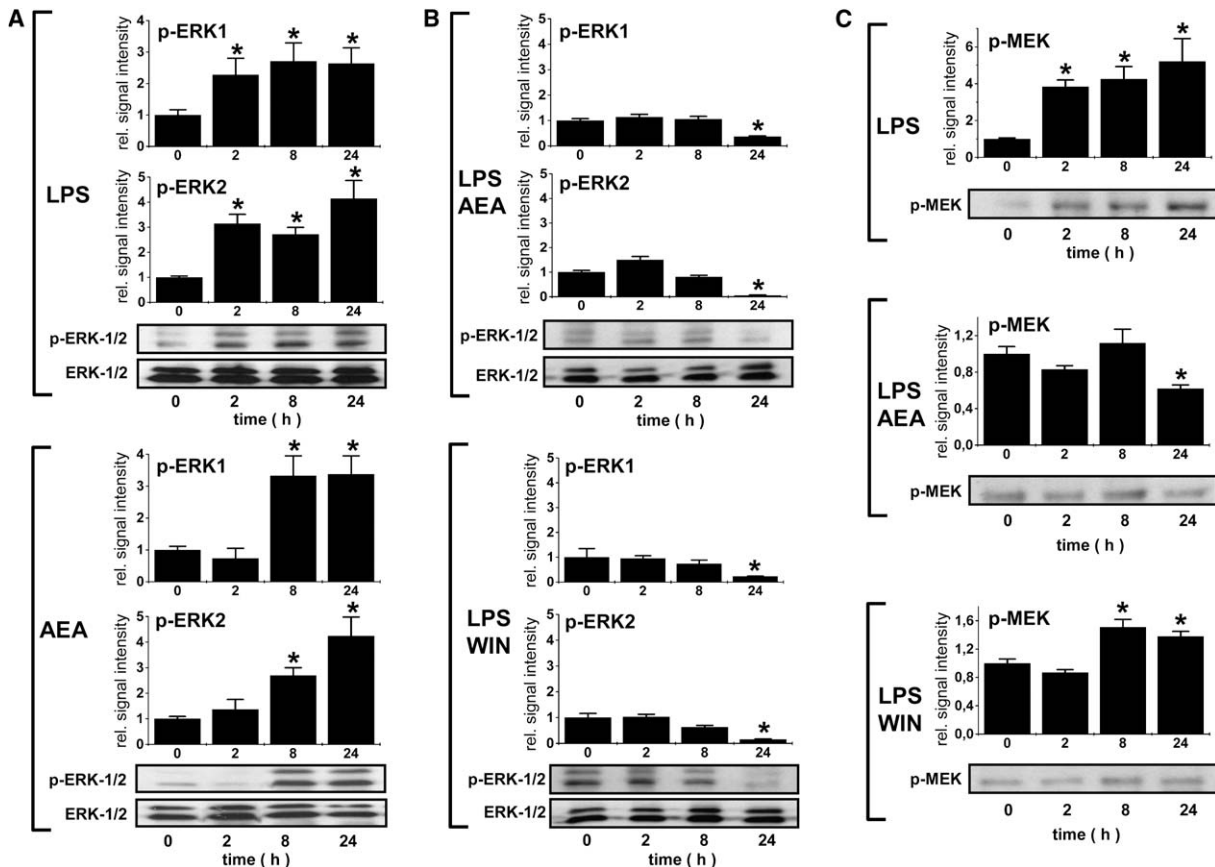 A
LPS
p-ERK1
rel. signal intensity
4
3
2
1
0
* * *
0 2 8 24
p-ERK2
rel. signal intensity
5
4
3
2
1
0
* * *
0 2 8 24
p-ERK-1/2
ERK-1/2
0 2 8 24
time ( h )
AEA
p-ERK1
rel. signal intensity
4
3
2
1
0
* *
0 2 8 24
p-ERK2
rel. signal intensity
5
4
3
2
1
0
* *
0 2 8 24
p-ERK-1/2
ERK-1/2
0 2 8 24
time ( h )
B
LPS
AEA
p-ERK1
rel. signal intensity
5
4
3
2
1
0
*
0 2 8 24
p-ERK2
rel. signal intensity
5
4
3
2
1
0
*
0 2 8 24
p-ERK-1/2
ERK-1/2
0 2 8 24
time ( h )
LPS
WIN
p-ERK1
rel. signal intensity
5
4
3
2
1
0
*
0 2 8 24
p-ERK2
rel. signal intensity
5
4
3
2
1
0
*
0 2 8 24
p-ERK-1/2
ERK-1/2
0 2 8 24
time ( h )
C
LPS
p-MEK
rel. signal intensity
6
4
2
0
* * *
0 2 8 24
p-MEK
0 2 8 24
time ( h )
LPS
AEA
p-MEK
rel. signal intensity
1,2
0,8
0,4
0,0
*
0 2 8 24
p-MEK
0 2 8 24
time ( h )
LPS
WIN
p-MEK
rel. signal intensity
1,6
1,2
0,8
0,4
0,0
* *
0 2 8 24
p-MEK
0 2 8 24
time ( h )